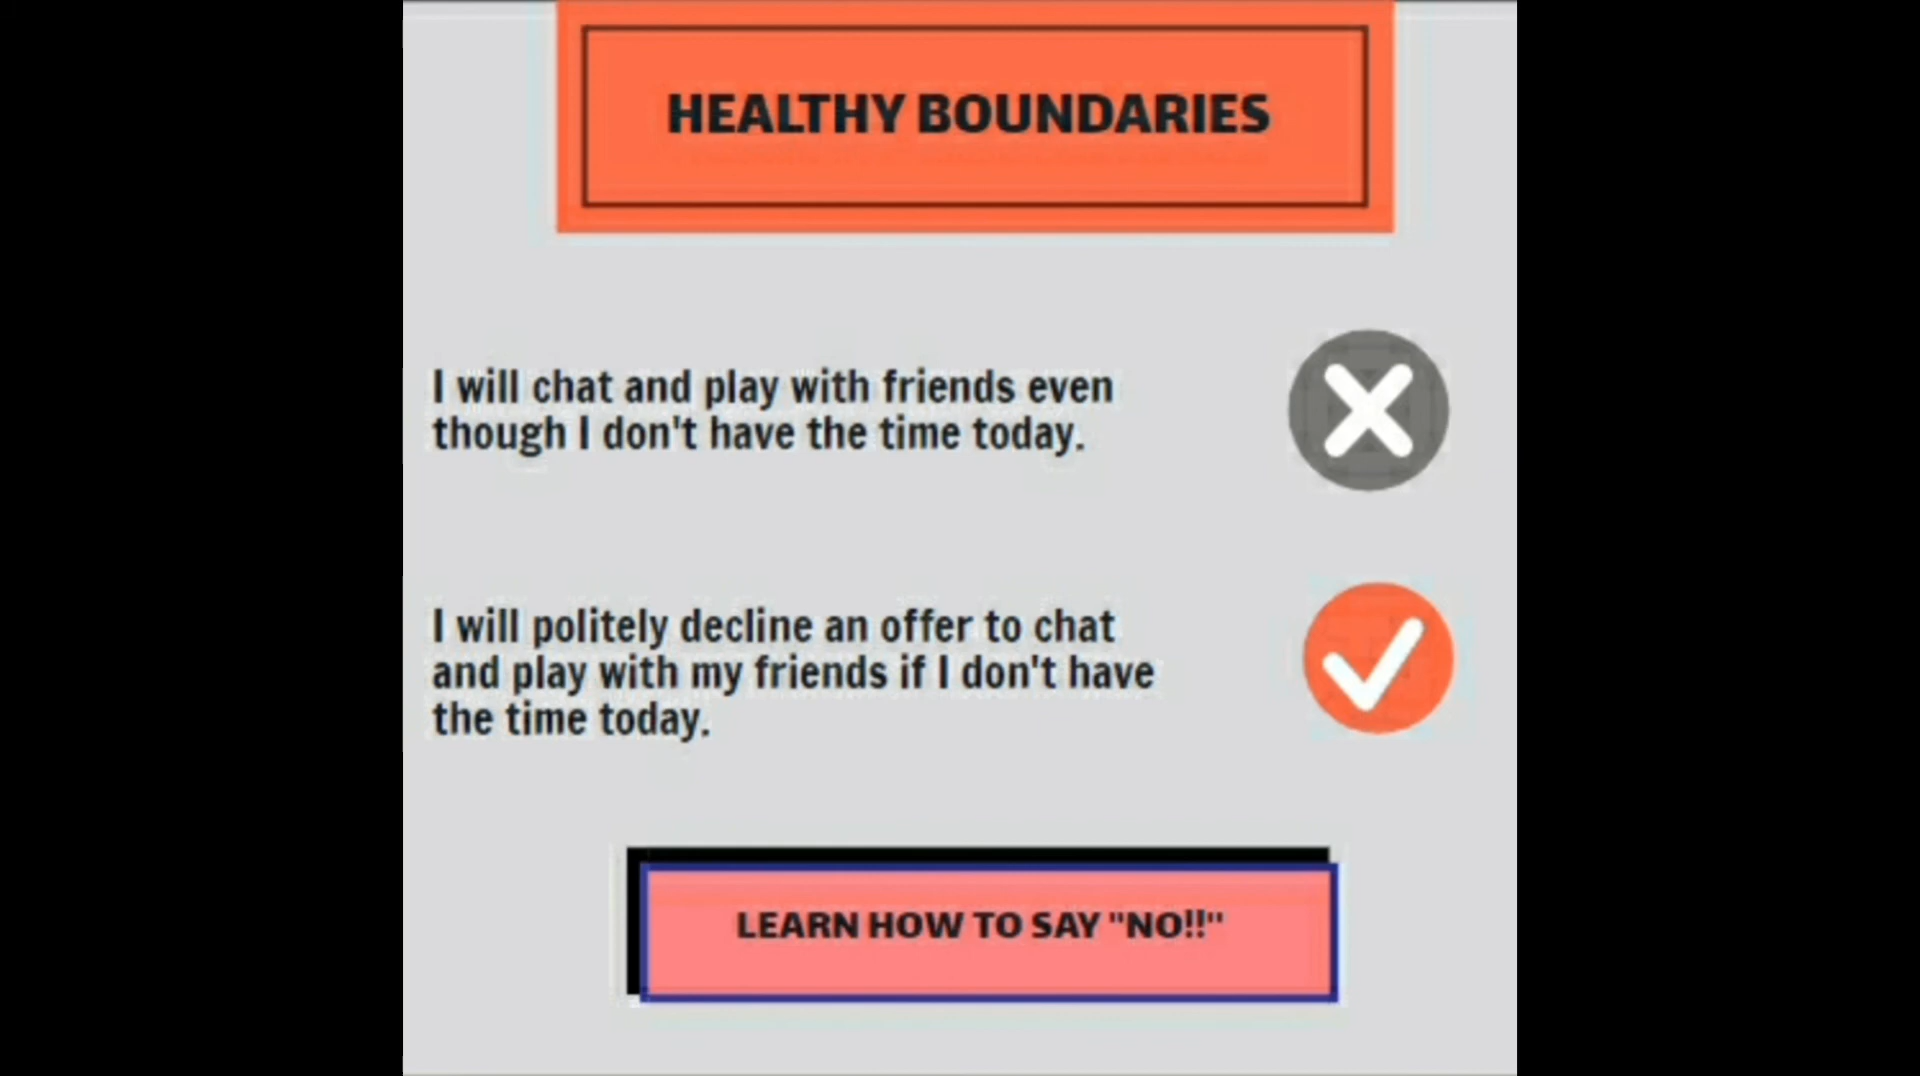 HEALTHY BOUNDARIES
I will chat and play with friends even
though I don't have the time today.
I will politely decline an offer to chat
and play with my friends if I don't have
the time today.
LEARN HOW TO SAY "NO!!"